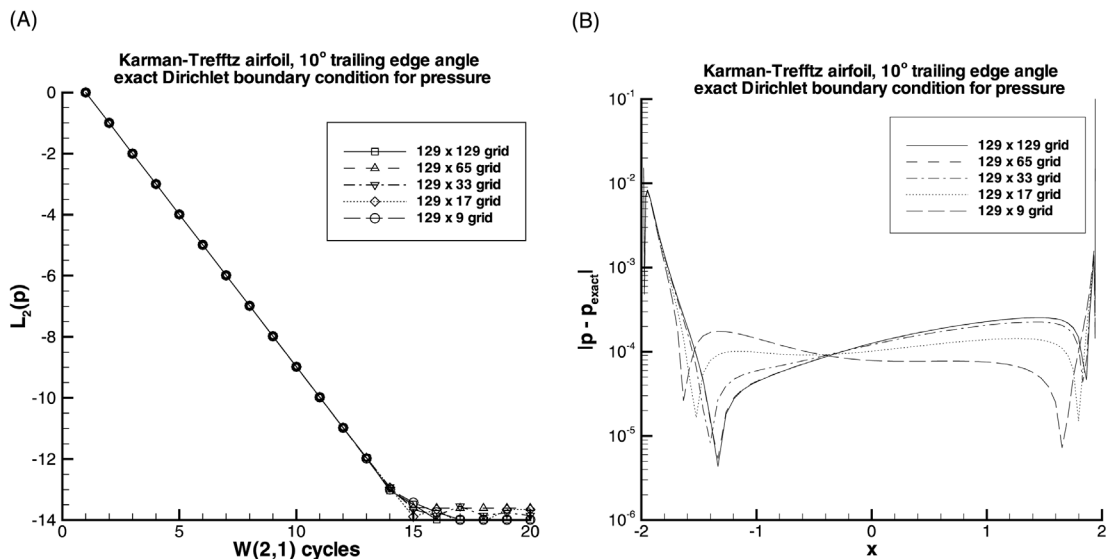 (A)
Karman-Trefftz airfoil, 10° trailing edge angle
exact Dirichlet boundary condition for pressure
129 x 129 grid
129 x 65 grid
129 x 33 grid
129 x 17 grid
129 x 9 grid
L2(p)
0
-2
-4
-6
-8
-10
-12
-14
0
5
10
15
20
W(2,1) cycles
(B)
Karman-Trefftz airfoil, 10° trailing edge angle
exact Dirichlet boundary condition for pressure
129 x 129 grid
129 x 65 grid
129 x 33 grid
129 x 17 grid
129 x 9 grid
|p - pexact|
10-1
10-2
10-3
10-4
10-5
10-6
-2
-1
0
1
2
x